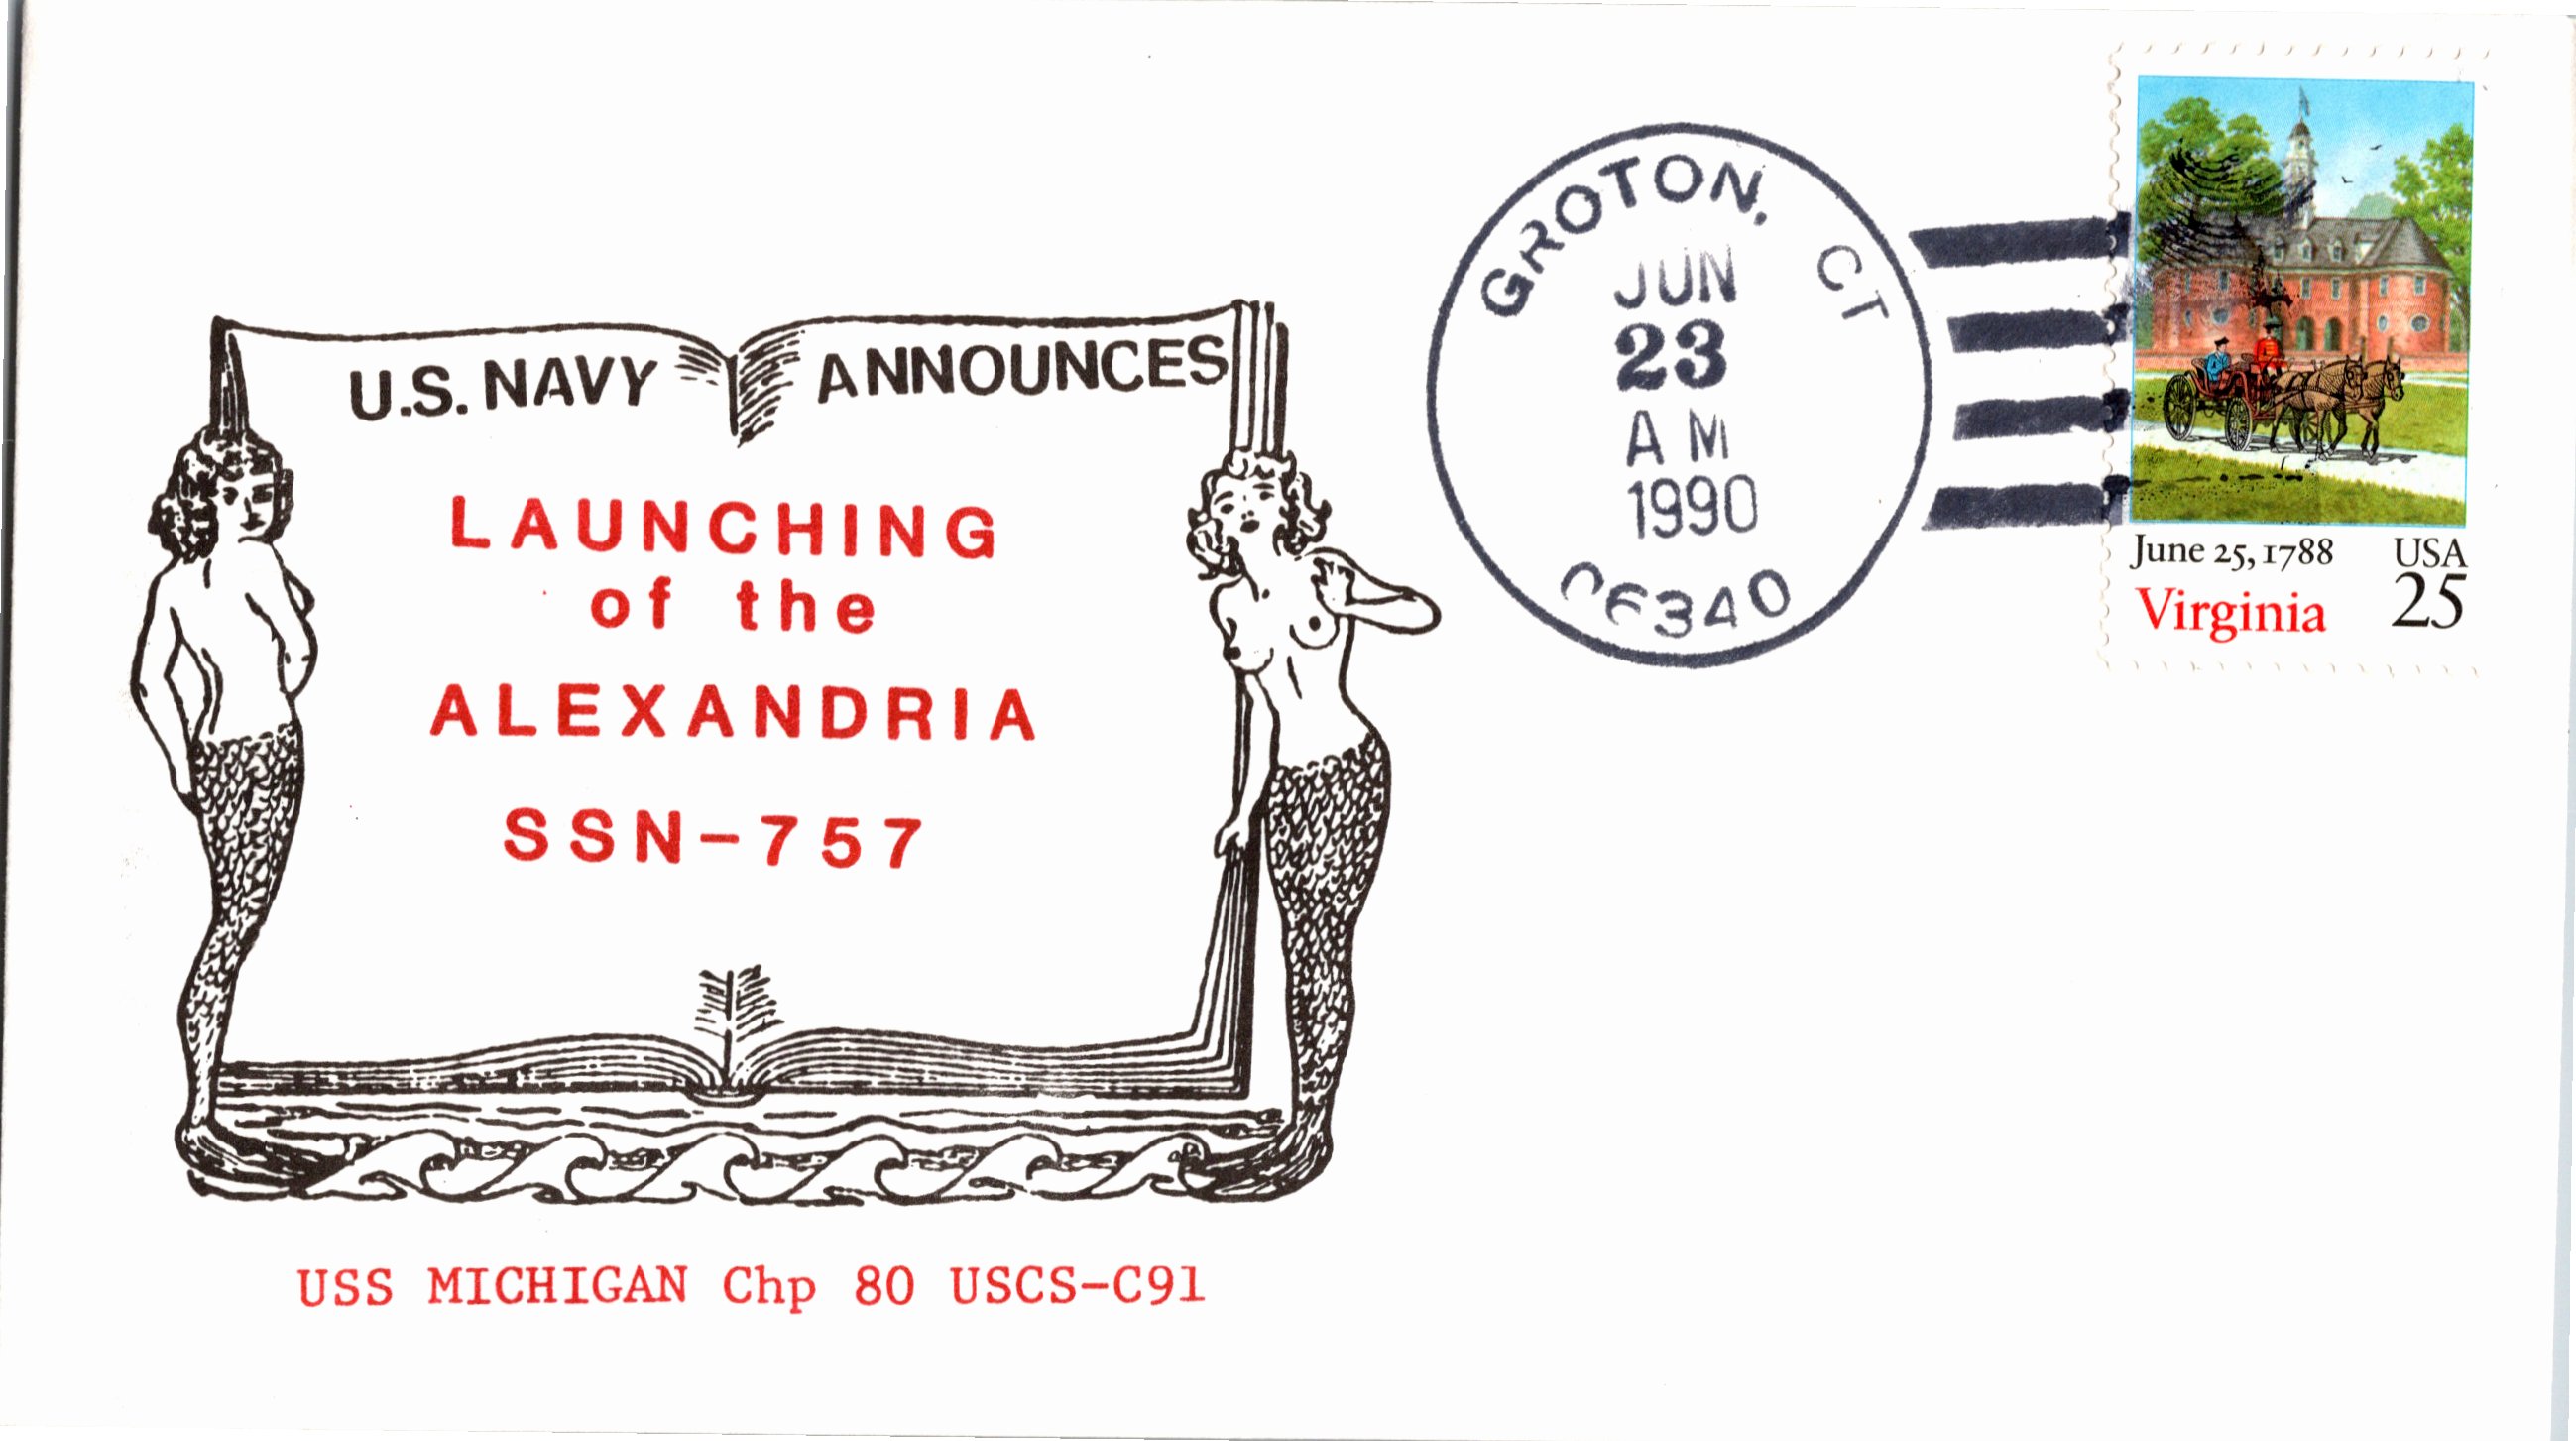 U.S. NAVY ANNOUNCES
LAUNCHING
of the
ALEXANDRIA
SSN-757
USS MICHIGAN Chp 80 USCS-C91
GROTON, CT
JUN
23
AM
1990
06340
June 25, 1788 USA
Virginia 25